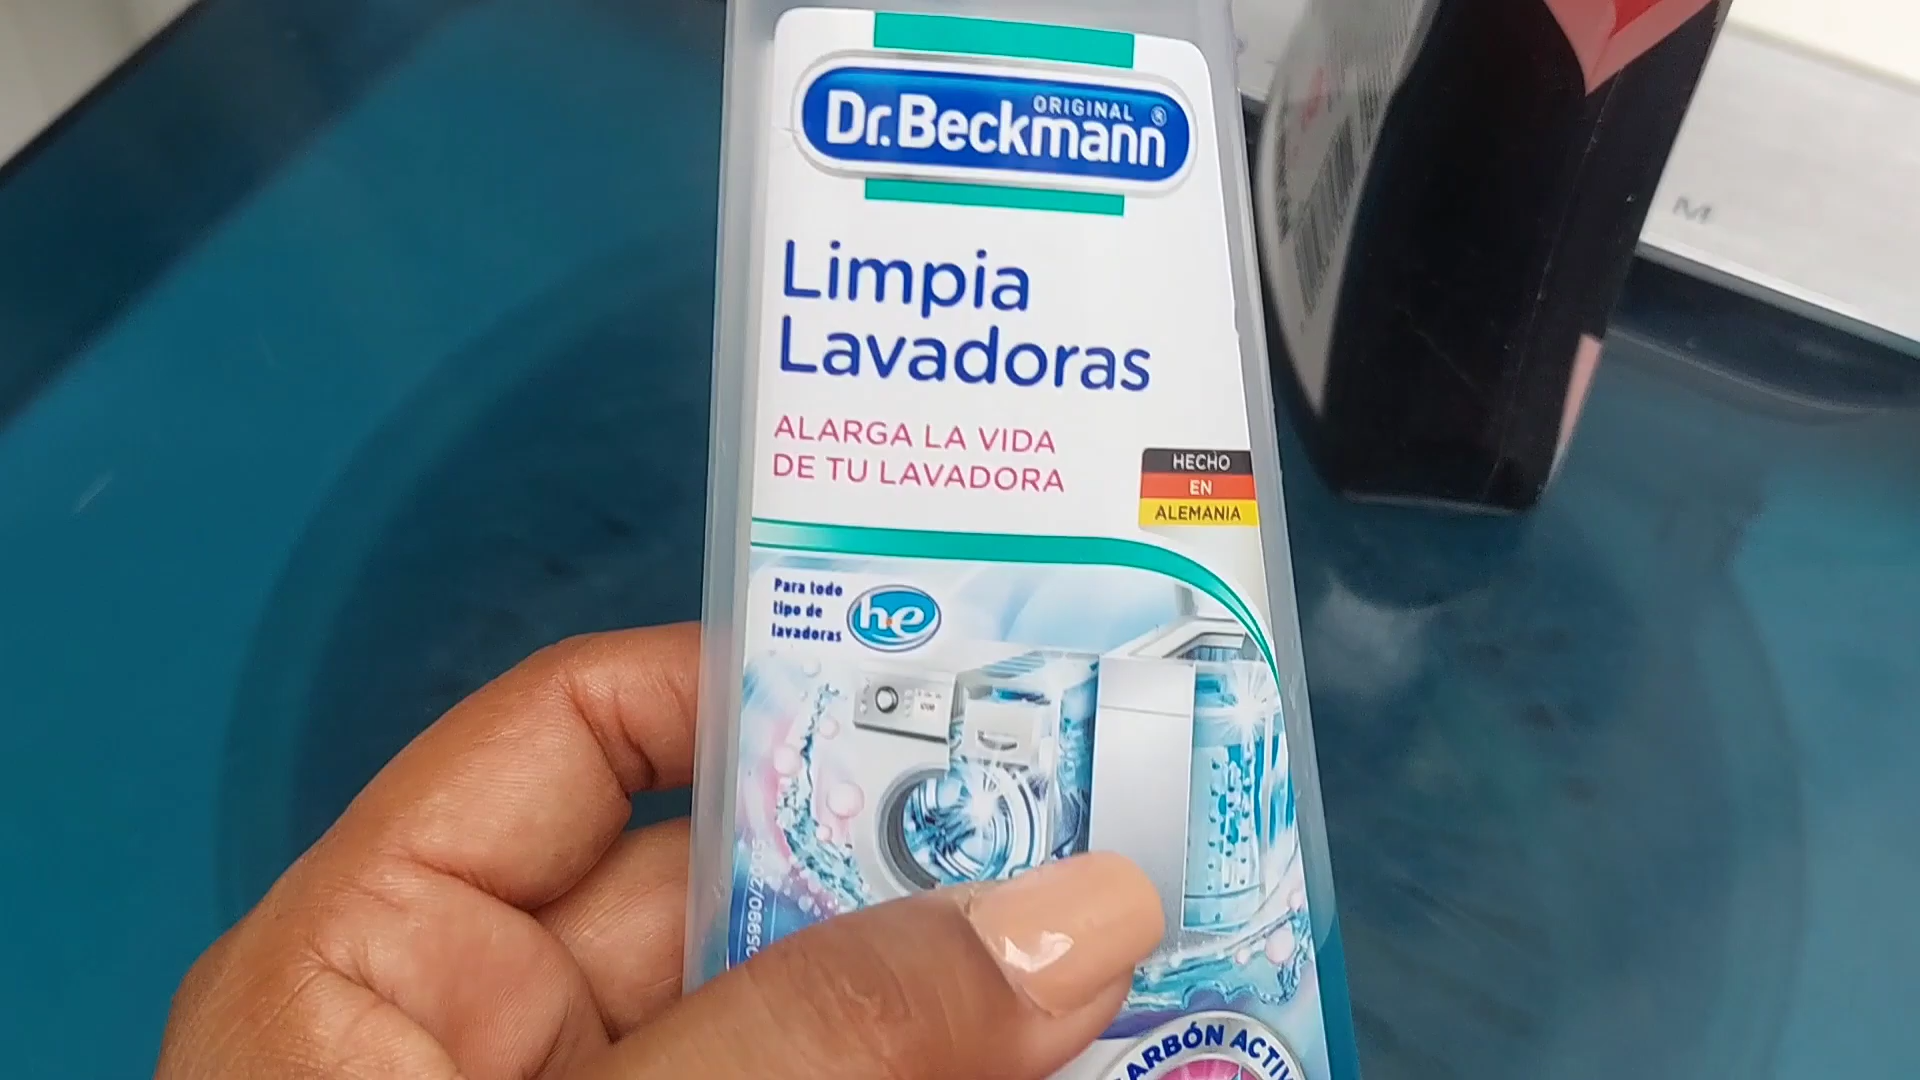 ORIGINAL
Dr.Beckmann®
Limpia
Lavadoras
ALARGA LA VIDA
DE TU LAVADORA
HECHO
EN
ALEMANIA
Para todo
tipo de
lavadoras
he
M